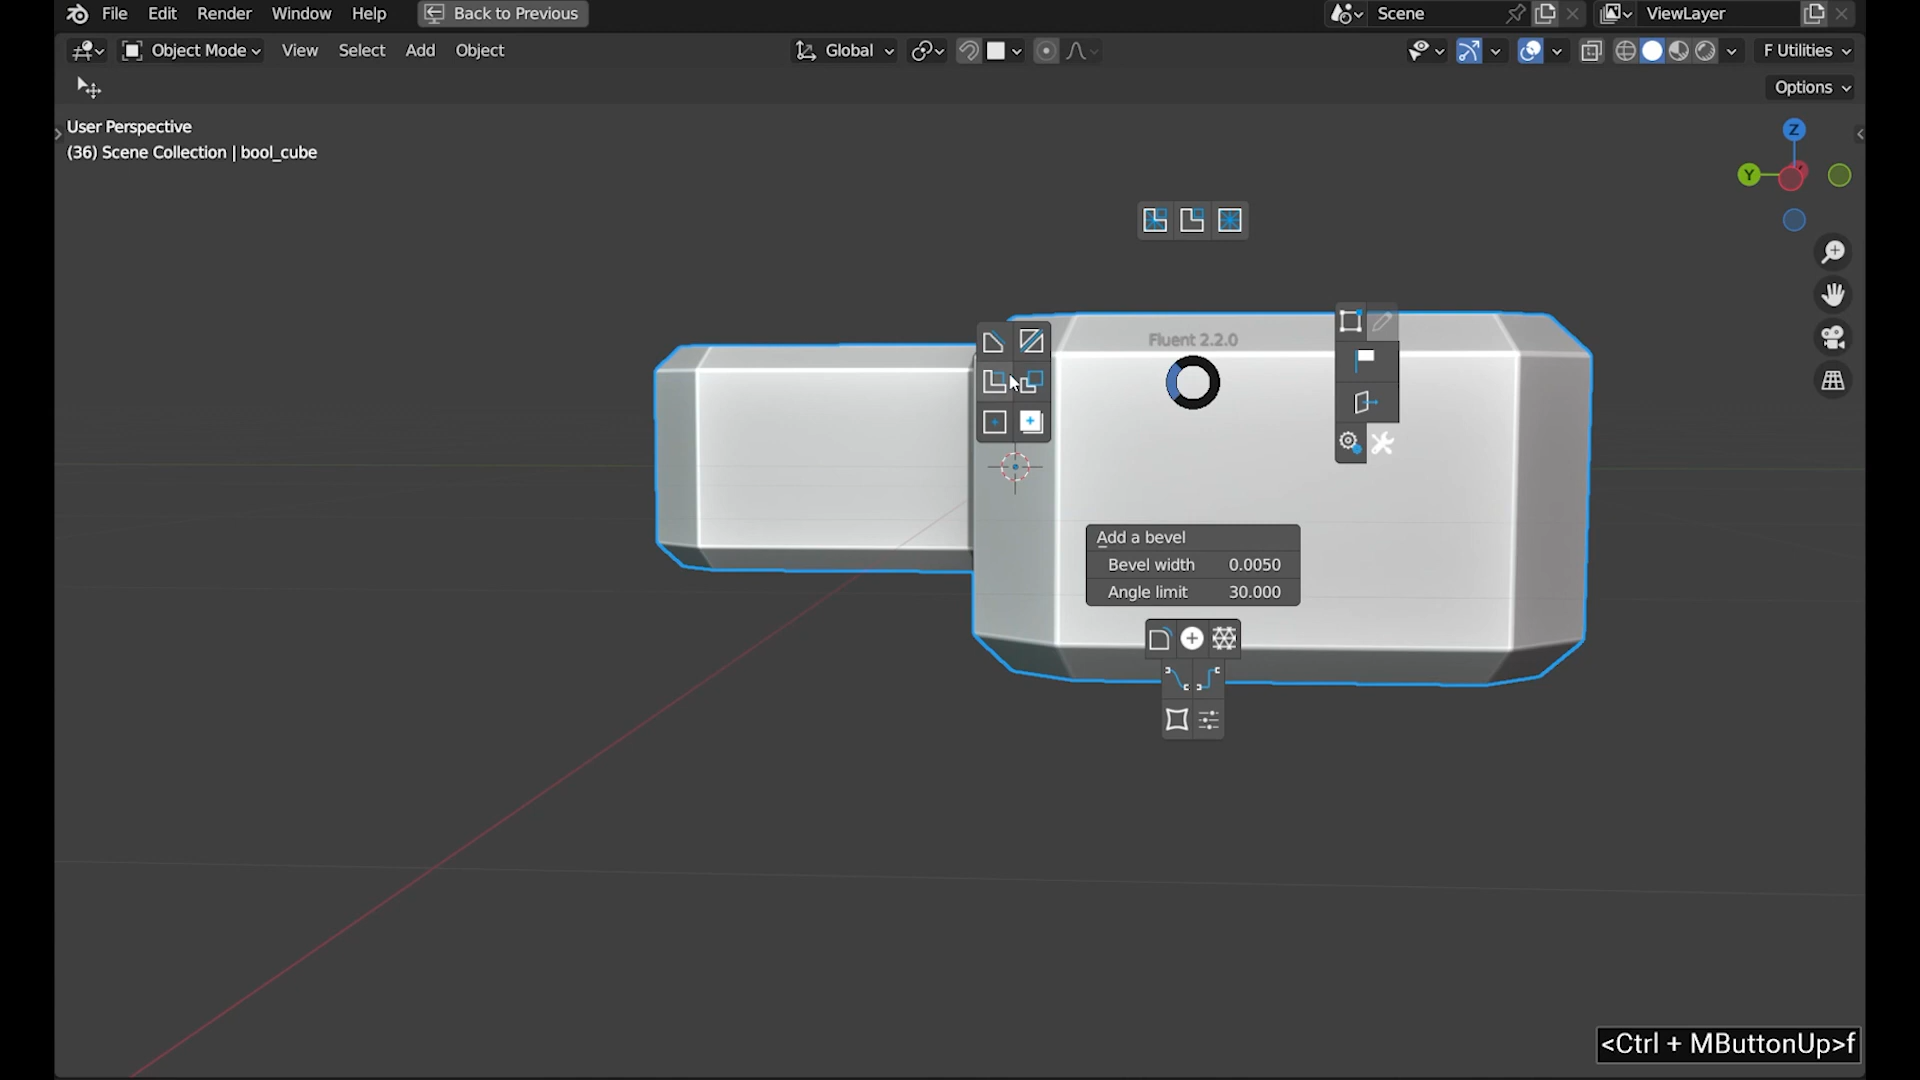 File Edit Render Window Help Back to Previous Scene ViewLayer
Object Mode View Select Add Object Global F Utilities
Options
User Perspective
(36) Scene Collection | bool_cube
Z
Y
Fluent 2.2.0
Add a bevel
Bevel width 0.0050
Angle limit 30.000
<Ctrl + MButtonUp>f